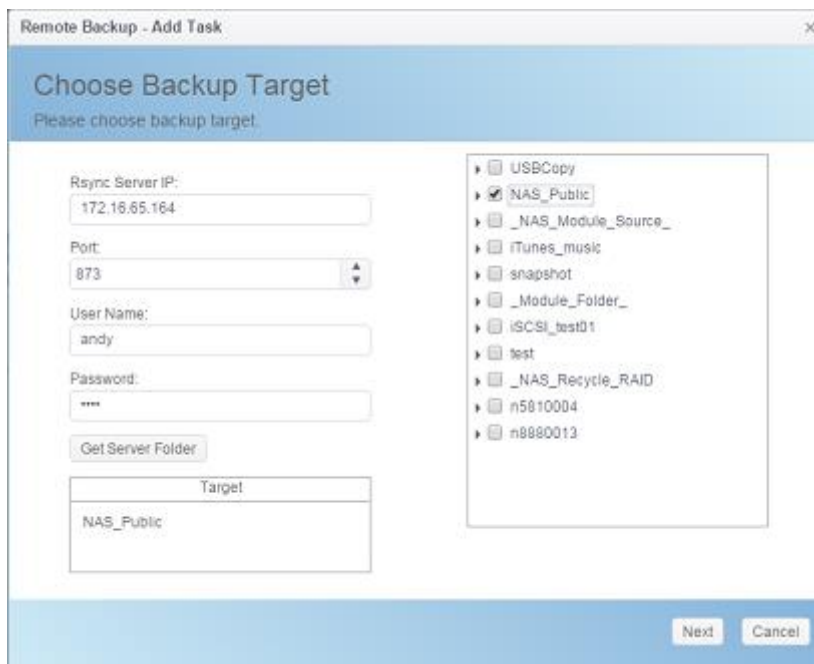 Remote Backup - Add Task
Choose Backup Target
Please choose backup target.
Rsync Server IP:
172.16.65.164
Port:
873
User Name:
andy
Password:
••••
Get Server Folder
Target
NAS_Public
USBCopy
NAS_Public
_NAS_Module_Source_
iTunes_music
snapshot
_Module_Folder_
iSCSI_test01
test
_NAS_Recycle_RAID
n5810004
n8880013
Next
Cancel